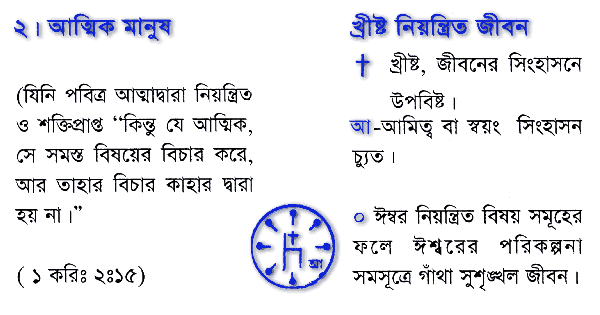 ২। আত্মিক মানুষ
(যিনি পবিত্র আত্মাদ্বারা নিয়ন্ত্রিত
ও শক্তিপ্রাপ্ত “কিন্তু যে আত্মিক,
সে সমস্ত বিষয়ের বিচার করে,
আর তাহার বিচার কাহার দ্বারা
হয় না।”
( ১ করিঃ ২ঃ১৫)
আ
খ্রীষ্ট নিয়ন্ত্রিত জীবন
† খ্রীষ্ট, জীবনের সিংহাসনে
উপবিষ্ট।
আ-আমিত্ব বা স্বয়ং সিংহাসন
চ্যুত।
০ ঈশ্বর নিয়ন্ত্রিত বিষয় সমূহের
ফলে ঈশ্বরের পরিকল্পনা
সমসূত্রে গাঁথা সুশৃঙ্খল জীবন।